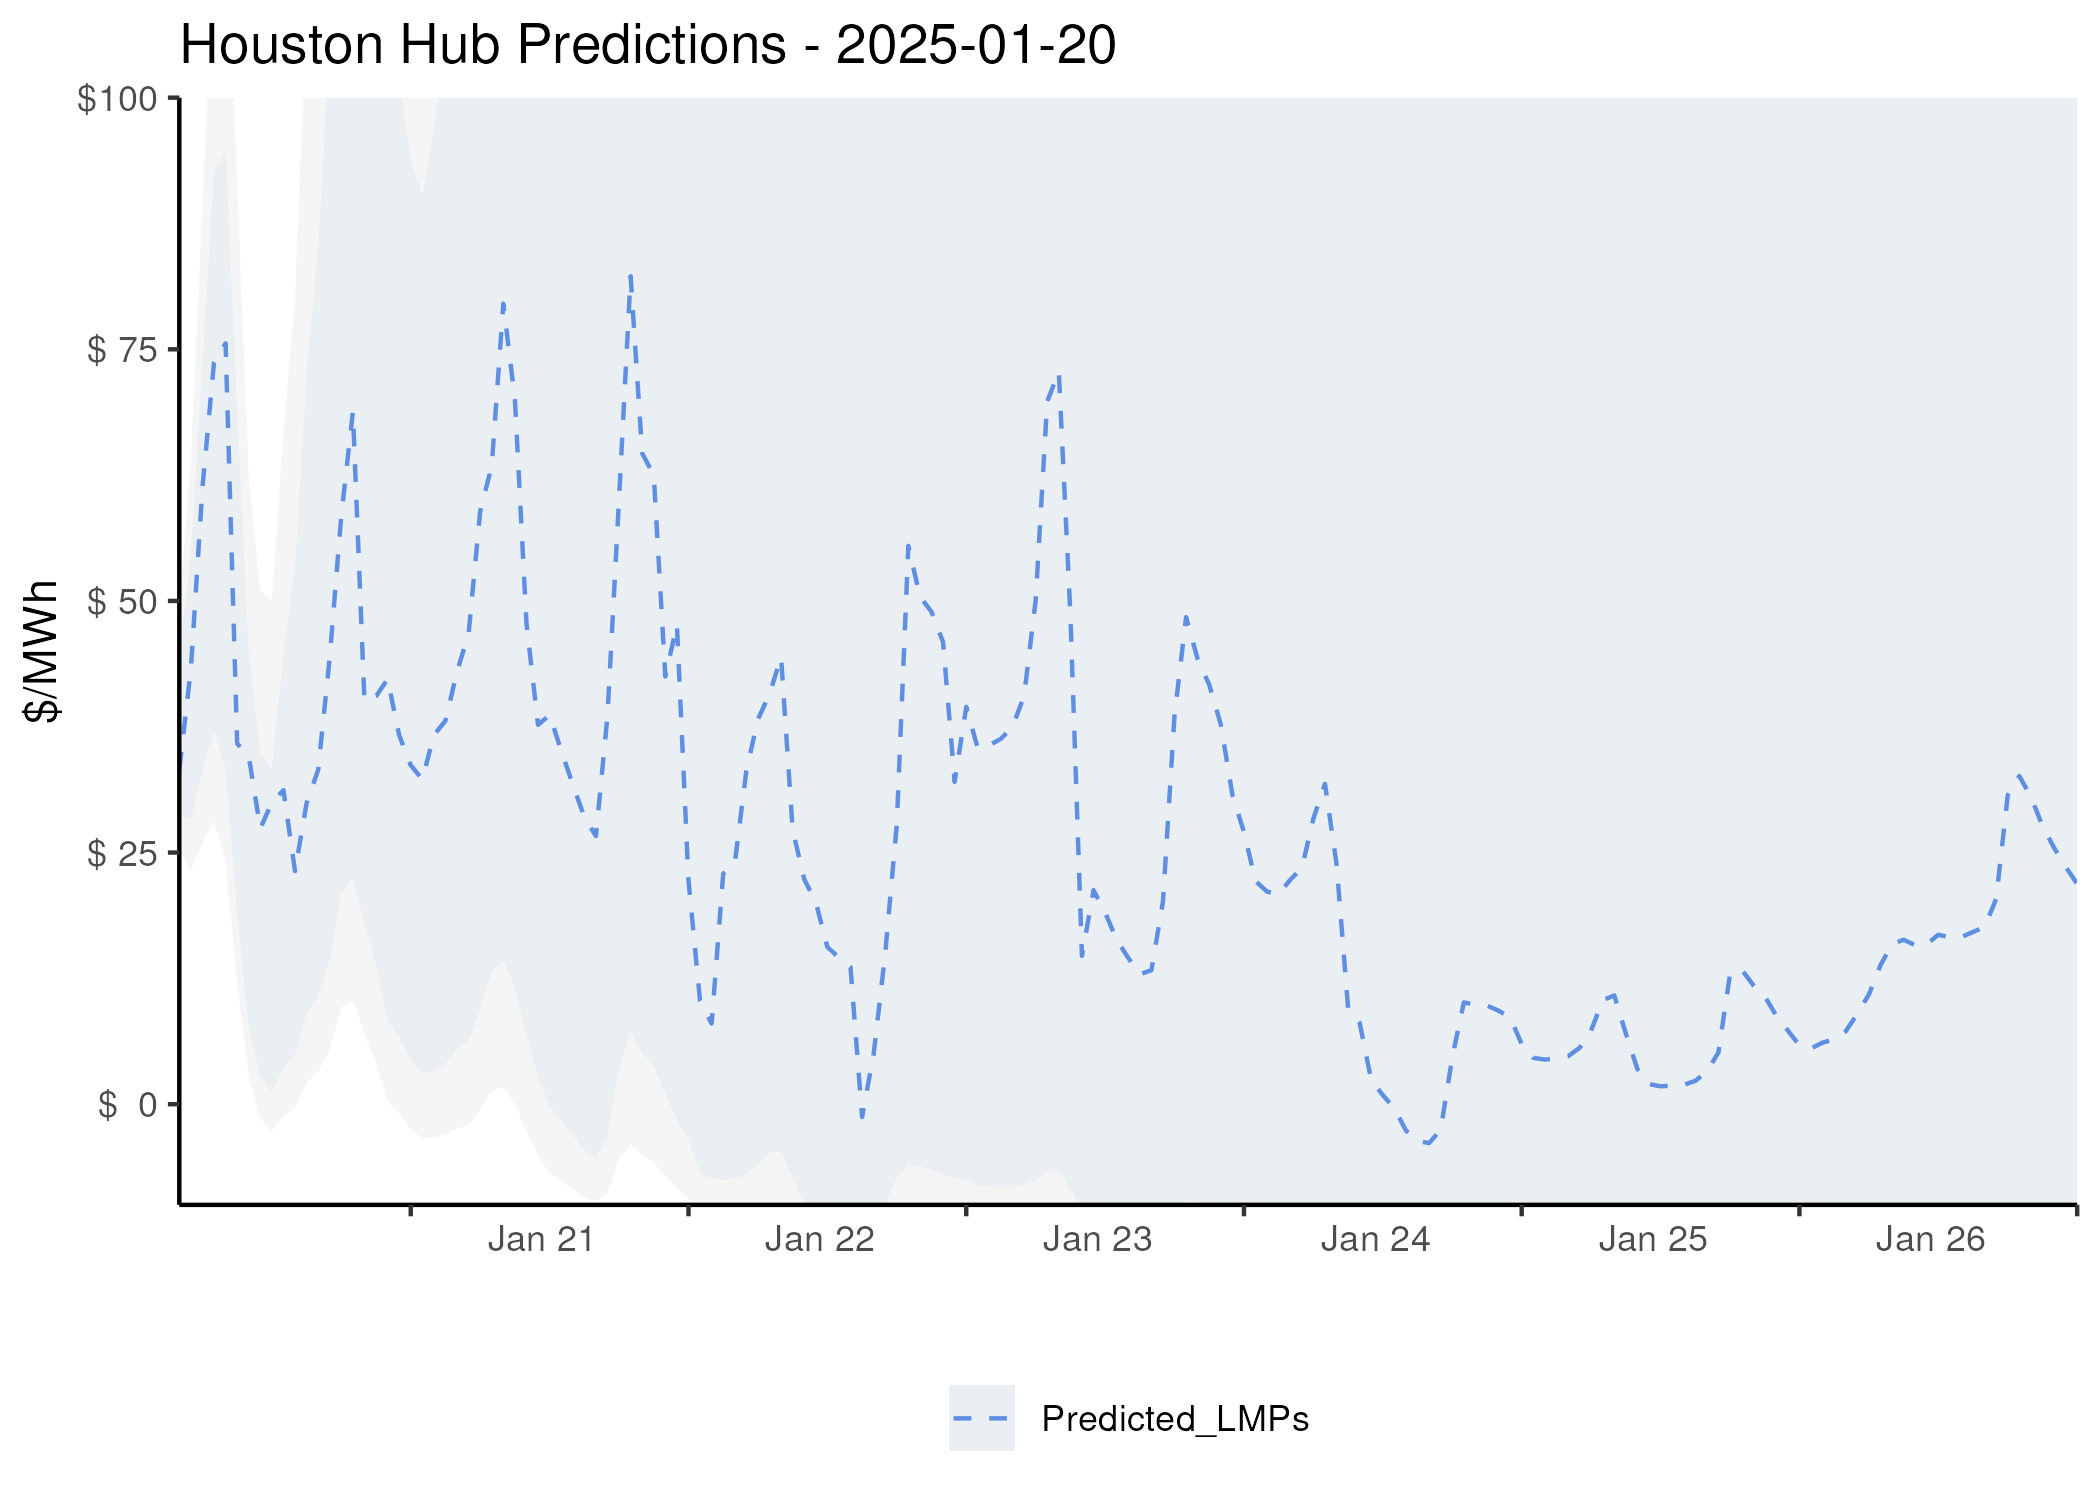 Houston Hub Predictions - 2025-01-20
$100
$ 75
$ 50
$ 25
$ 0
$/MWh
Jan 21
Jan 22
Jan 23
Jan 24
Jan 25
Jan 26
Predicted_LMPs